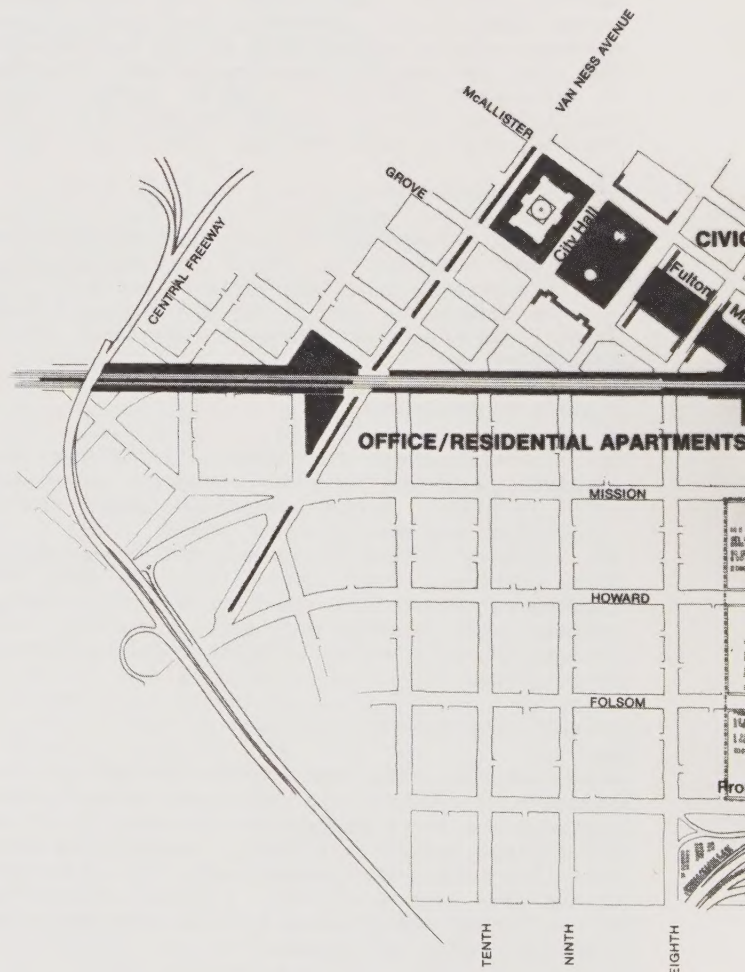 VAN NESS AVENUE
McALLISTER
GROVE
CENTRAL FREEWAY
City Hall
CIVIC
Fulton
OFFICE/RESIDENTIAL APARTMENTS
MISSION
HOWARD
FOLSOM
TENTH
NINTH
EIGHTH